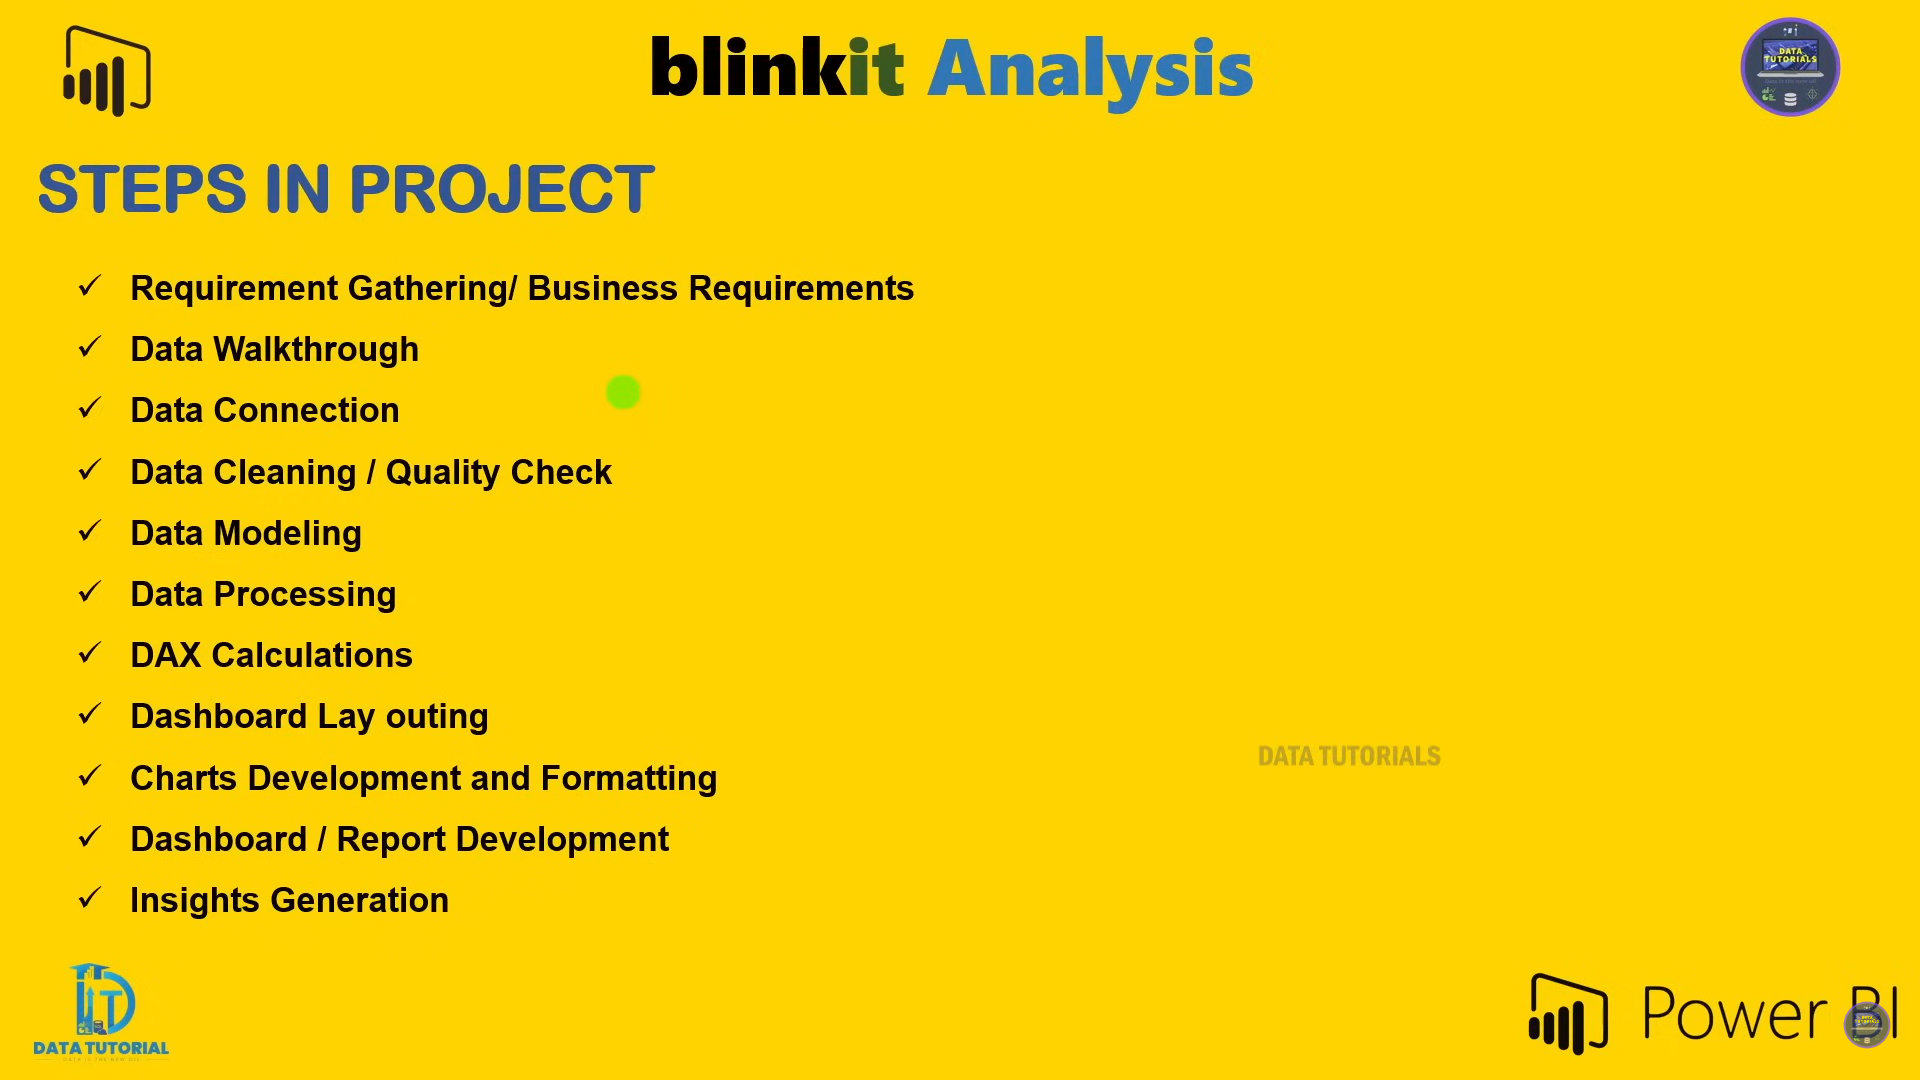 blinkit Analysis
DATA
TUTORIALS
STEPS IN PROJECT
✓ Requirement Gathering/ Business Requirements
✓ Data Walkthrough
✓ Data Connection
✓ Data Cleaning / Quality Check
✓ Data Modeling
✓ Data Processing
✓ DAX Calculations
✓ Dashboard Lay outing
✓ Charts Development and Formatting
✓ Dashboard / Report Development
✓ Insights Generation
DATA TUTORIALS
DATA TUTORIAL
Power BI